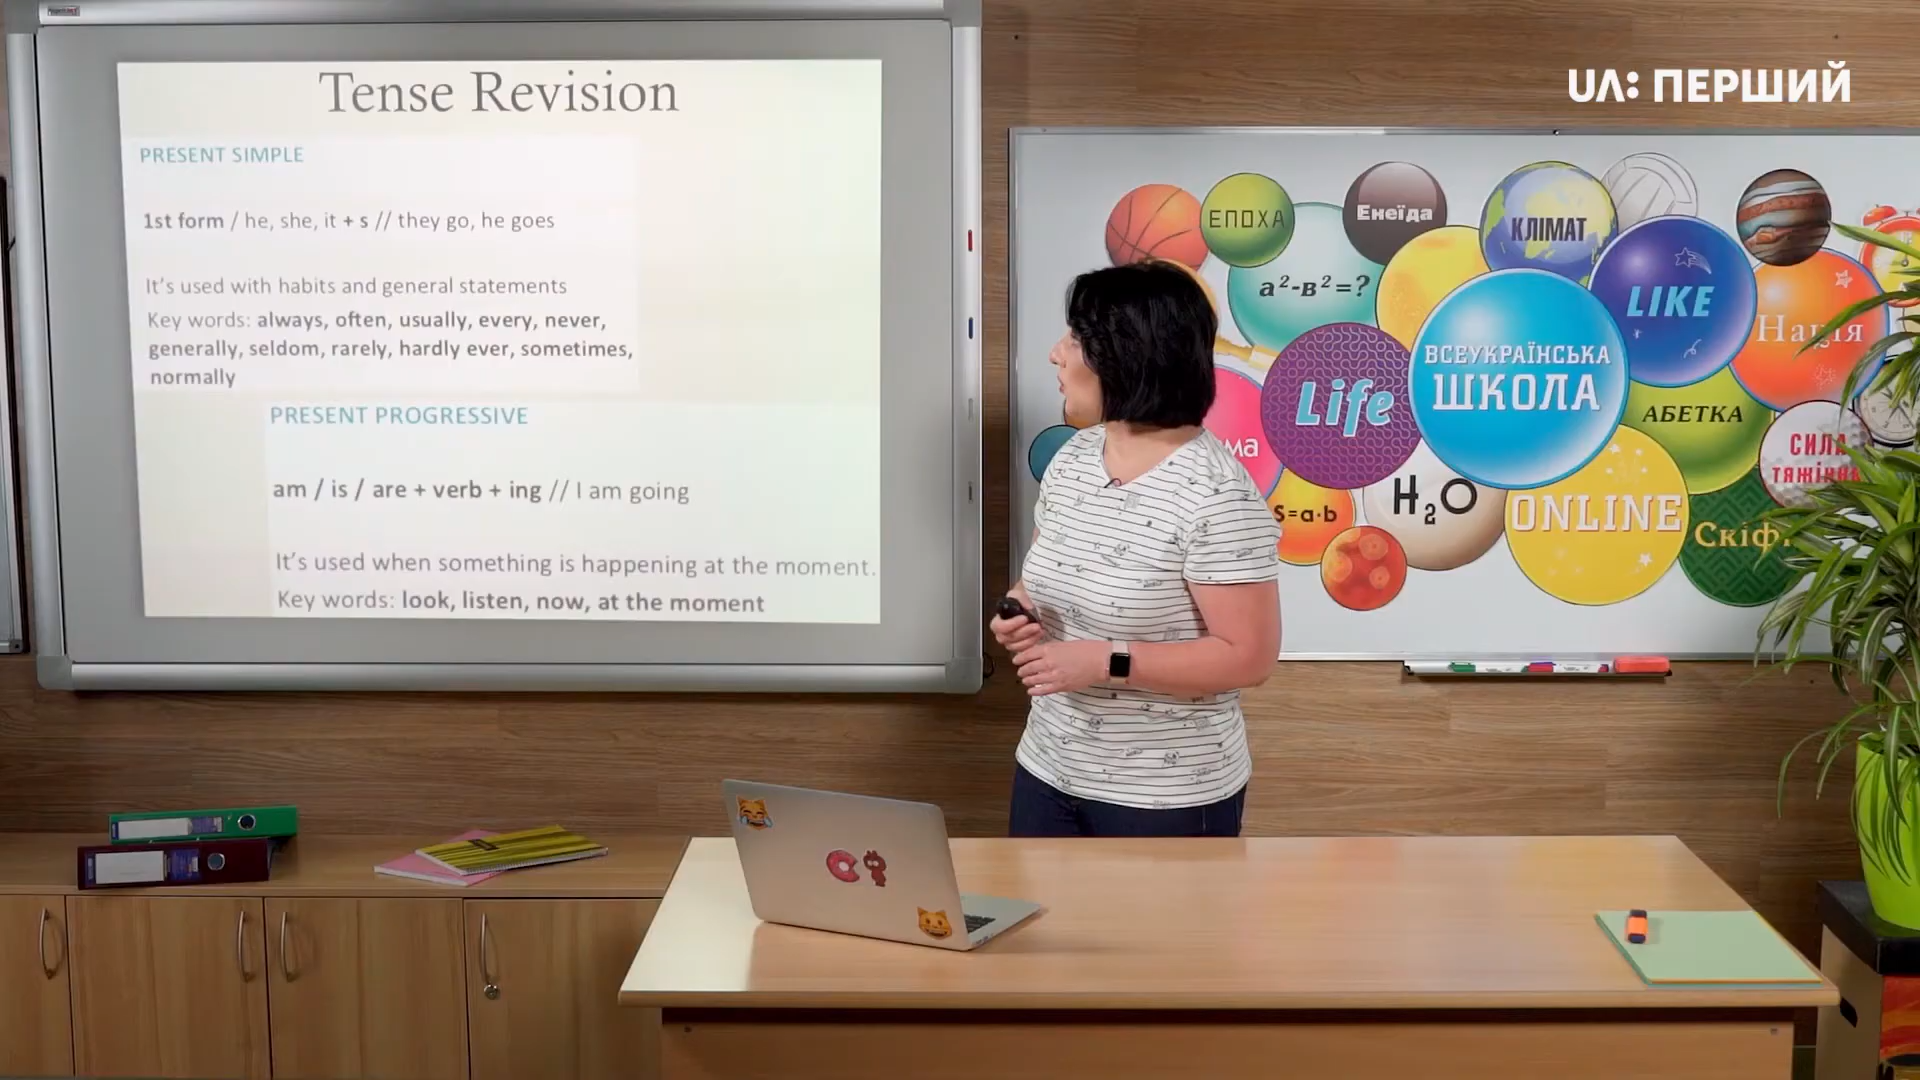 Tense Revision
PRESENT SIMPLE
1st form / he, she, it + s // they go, he goes
It's used with habits and general statements
Key words: always, often, usually, every, never,
generally, seldom, rarely, hardly ever, sometimes,
normally
PRESENT PROGRESSIVE
am / is / are + verb + ing // I am going
It's used when something is happening at the moment.
Key words: look, listen, now, at the moment
UA: ПЕРШИЙ
ЕПОХА
Енеїда
КЛІМАТ
a²-в²=?
LIKE
Нація
ВСЕУКРАЇНСЬКА
ШКОЛА
Life
АБЕТКА
СИЛА
ТЯЖІННЯ
H₂O
S=a·b
ONLINE